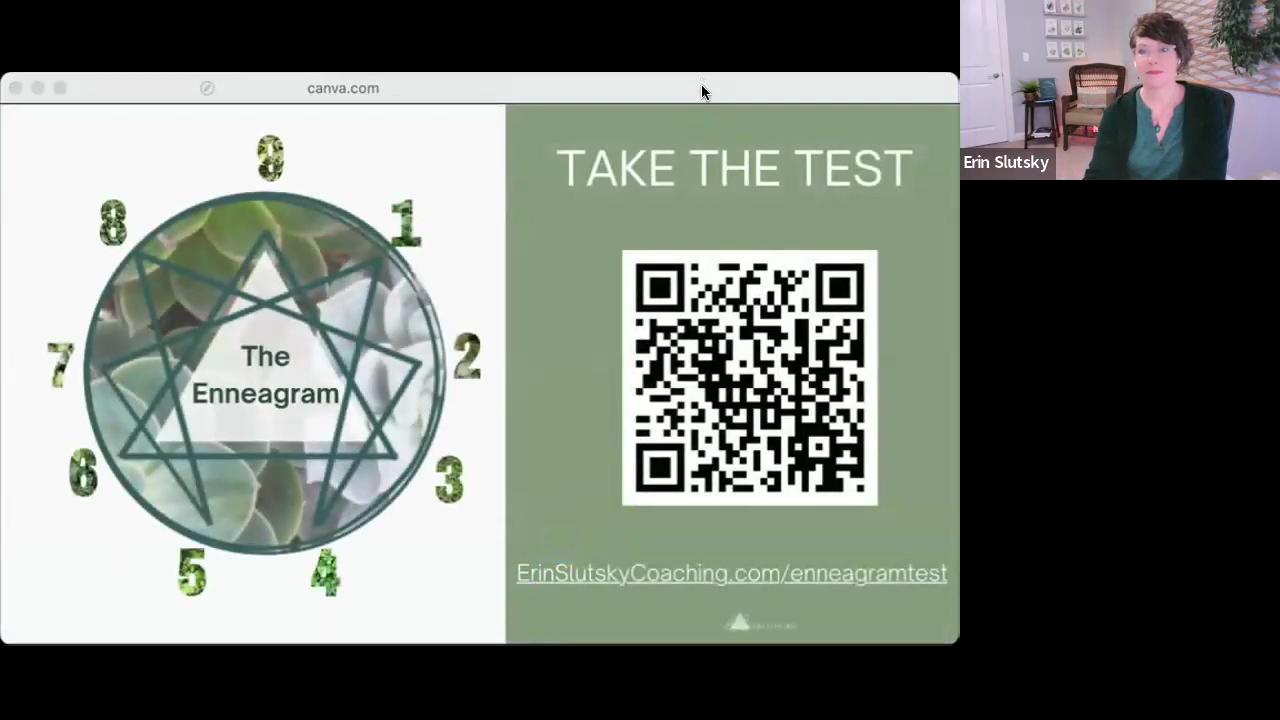 canva.com
Erin Slutsky
9
8
1
7
2
6
3
5
4
The
Enneagram
TAKE THE TEST
ErinSlutskyCoaching.com/enneagramtest